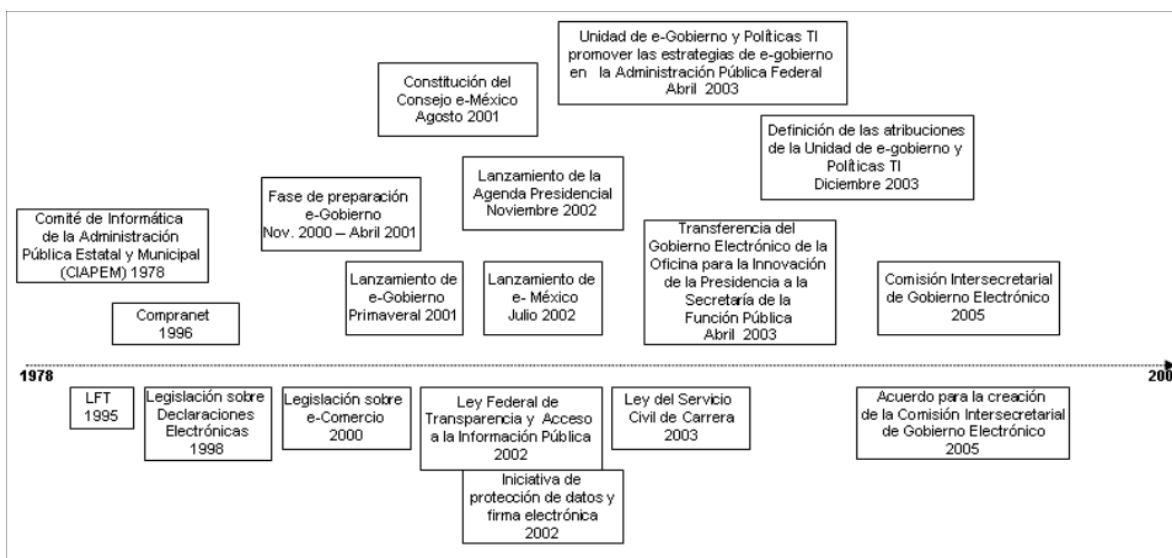 Unidad de e-Gobierno y Políticas TI
promover las estrategias de e-gobierno
en la Administración Pública Federal
Abril 2003
Constitución del
Consejo e-México
Agosto 2001
Definición de las atribuciones
de la Unidad de e-gobierno y
Políticas TI
Diciembre 2003
Lanzamiento de la
Agenda Presidencial
Noviembre 2002
Fase de preparación
e-Gobierno
Nov. 2000 – Abril 2001
Comité de Informática
de la Administración
Pública Estatal y Municipal
(CIAPEM) 1978
Transferencia del
Gobierno Electrónico de la
Oficina para la Innovación
de la Presidencia a la
Secretaría de la
Función Pública
Abril 2003
Lanzamiento de
e-Gobierno
Primaveral 2001
Lanzamiento de
e- México
Julio 2002
Comisión Intersecretarial
de Gobierno Electrónico
2005
Compranet
1996
1978
200
LFT
1995
Legislación sobre
Declaraciones
Electrónicas
1998
Legislación sobre
e-Comercio
2000
Ley Federal de
Transparencia y Acceso
a la Información Pública
2002
Ley del Servicio
Civil de Carrera
2003
Acuerdo para la creación
de la Comisión Intersecretarial
de Gobierno Electrónico
2005
Iniciativa de
protección de datos y
firma electrónica
2002